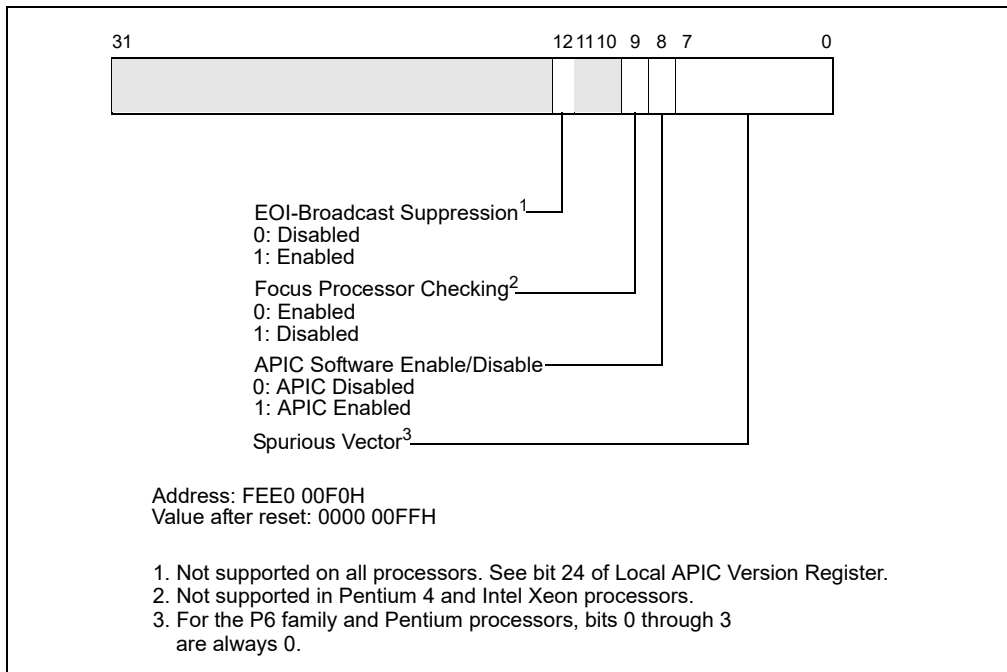 31 12 11 10 9 8 7 0
EOI-Broadcast Suppression1
0: Disabled
1: Enabled
Focus Processor Checking2
0: Enabled
1: Disabled
APIC Software Enable/Disable
0: APIC Disabled
1: APIC Enabled
Spurious Vector3
Address: FEE0 00F0H
Value after reset: 0000 00FFH
1. Not supported on all processors. See bit 24 of Local APIC Version Register.
2. Not supported in Pentium 4 and Intel Xeon processors.
3. For the P6 family and Pentium processors, bits 0 through 3
are always 0.